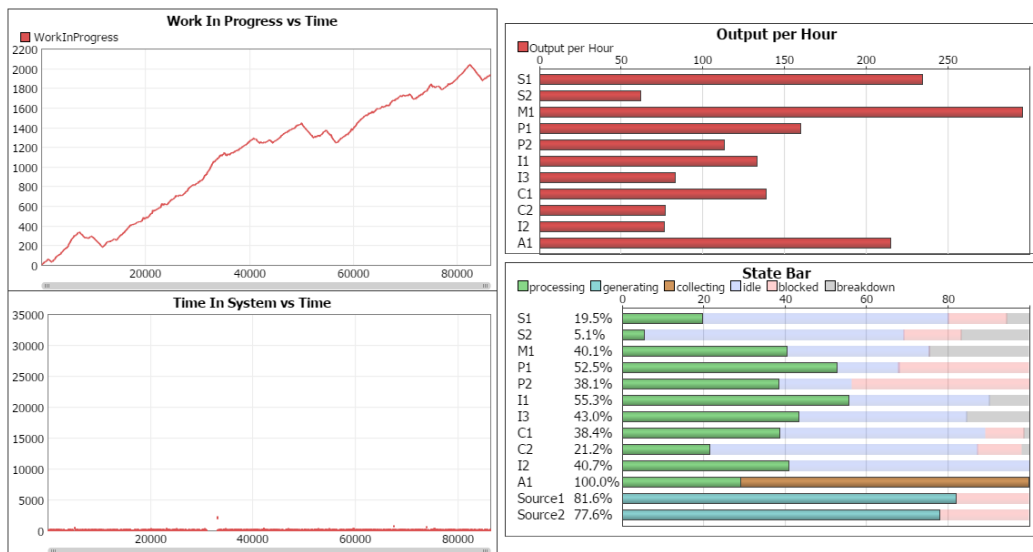 Work In Progress vs Time
WorkInProgress
2200
2000
1800
1600
1400
1200
1000
800
600
400
200
0
20000 40000 60000 80000
Time In System vs Time
35000
30000
25000
20000
15000
10000
5000
0
20000 40000 60000 80000
Output per Hour
Output per Hour
0 50 100 150 200 250
S1
S2
M1
P1
P2
I1
I3
C1
C2
I2
A1
State Bar
processing generating collecting idle blocked breakdown
0 20 40 60 80
S1 19.5%
S2 5.1%
M1 40.1%
P1 52.5%
P2 38.1%
I1 55.3%
I3 43.0%
C1 38.4%
C2 21.2%
I2 40.7%
A1 100.0%
Source1 81.6%
Source2 77.6%